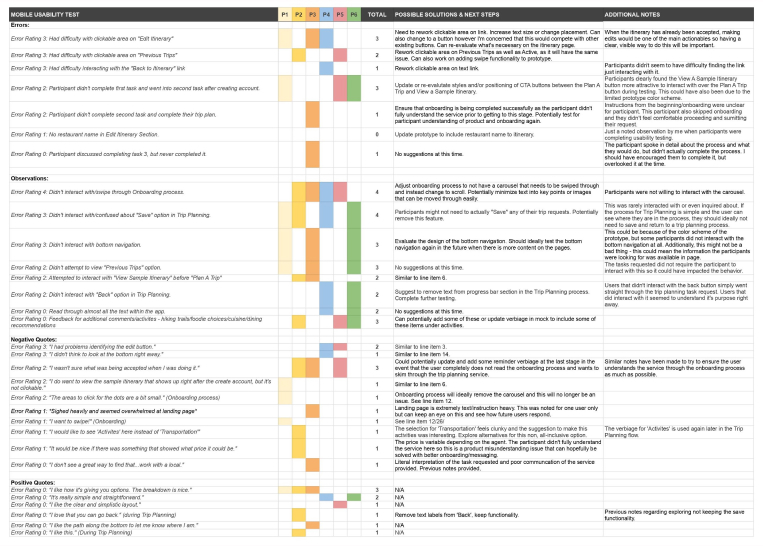 MOBILE USABILITY TEST P1 P2 P3 P4 P5 P6 TOTAL POSSIBLE SOLUTIONS & NEXT STEPS ADDITIONAL NOTES
Errors:
Error Rating 3: Had difficulty with clickable area on "Edit Itinerary" 3
Need to rework clickable area on link. Increase text size or change placement. Can
also change to a button however I'm concerned that this would compete with other
existing buttons. Can re-evaluate what's necessary on the itinerary page.
When the itinerary has already been accepted, making
edits would be one of the main actionables so having a
clear, visible way to do this will be important.
Error Rating 3: Had difficulty with clickable area on "Previous Trips" 2
Rework clickable area on Previous Trips as well as Active, as it will have the same
issue. Can also work on adding swipe functionality to prototype.
Error Rating 3: Had difficulty interacting with the "Back to Itinerary" link 1 Rework clickable area on text link.
Participants didn't seem to have difficulty finding the link
just interacting with it.
Error Rating 2: Participant didn't complete first task and went into second task after creating account. 3
Update or re-evaluate styles and/or positioning of CTA buttons between the Plan A
Trip and View a Sample Itinerary.
Participants clearly found the View A Sample Itinerary
button more attractive to interact with over the Plan A Trip
button during testing. This could have also been due to the
limited prototype color scheme.
Error Rating 2: Participant didn't complete second task and complete their trip plan. 1
Ensure that onboarding is being completed successfully as the participant didn't
fully understand the service prior to getting to this stage. Potentially test for
participant understanding of product and onboarding again.
Instructions from the beginning/onboarding were unclear
for participant. This participant also skipped onboarding
and they didn't feel comfortable proceeding and sumitting
their request.
Error Rating 1: No restaurant name in Edit Itinerary Section. 0 Update prototype to include restaurant name to itinerary.
Just a noted observation by me when participants were
completing usability testing.
Error Rating 0: Participant discussed completing task 3, but never completed it. 1 No suggestions at this time.
The participant spoke in detail about the process and what
they would do, but didn't actually complete the process. I
should have encouraged them to complete it, but
overlooked it at the time.
Observations:
Error Rating 4: Didn't interact with/swipe through Onboarding process. 4
Adjust onboarding process to not have a carousel that needs to be swiped through
and instead change to scroll. Potentially minimize text into key points or images
that can be moved through easily.
Participants were not willing to interact with the carousel.
Error Rating 3: Didn't interact with/confused about "Save" option in Trip Planning. 4
Participants might not need to actually "Save" any of their trip requests. Potentially
remove this feature.
This was rarely interacted with or even inquired about. If
the process for Trip Planning is simple and the user can
see where they are in the process, they should ideally not
need to save and return to a trip planning process.
Error Rating 3: Didn't interact with bottom navigation. 3
Evaluate the design of the bottom navigation. Should ideally test the bottom
navigation again in the future when there is more content on the pages.
This could be because of the color scheme of the
prototype, but some participants did not interact with the
bottom navigation at all. Additionally, this might not be a
bad thing - this could mean the information the participants
were looking for was available in page.
Error Rating 2: Didn't attempt to view "Previous Trips" option. 3 No suggestions at this time.
The tasks requested did not require the participant to
interact with this so it could have impacted the behavior.
Error Rating 2: Attempted to interact with "View Sample Itinerary" before "Plan A Trip" 2 Similar to line item 6.
Error Rating 2: Didn't interact with "Back" option in Trip Planning. 2
Suggest to remove text from progress bar section in the Trip Planning process.
Complete further testing.
Users that didn't interact with the back button simply went
straight through the trip planning task request. Users that
did interact with it seemed to understand it's purpose right
away.
Error Rating 0: Read through almost all the text within the app. 2 No suggestions at this time.
Error Rating 0: Feedback for additional comments/activites - hiking trails/foodie choices/cuisine/dining
recommendations 3
Can potentially add some of these or update verbiage in mock to include some of
these items under activities.
Negative Quotes:
Error Rating 3: "I had problems identifying the edit button." 2 Similar to line item 3.
Error Rating 3: "I didn't think to look at the bottom right away." 1 Similar to line item 14.
Error Rating 2: "I wasn't sure what was being accepted when I was doing it." 3
Could potentially update and add some reminder verbiage at the last stage in the
event that the user completely does not read the onboarding process and wants to
skim through the trip planning service.
Similar notes have been made to try to ensure the user
understands the service through the onboarding process
as much as possible.
Error Rating 2: "I do want to view the sample itinerary that shows up right after the create account, but it's
not clickable." 1 Similar to line item 6.
Error Rating 2: "The areas to click for the dots are a bit small." (Onboarding process) 1
Onboarding process will ideally remove the carousel and this will no longer be an
issue. See line item 12.
Error Rating 1: "Sighed heavily and seemed overwhelmed at landing page" 1
Landing page is extremely text/instruction heavy. This was noted for one user only
but can keep an eye on this and see how future users respond.
Error Rating 1: "I want to swipe!" (Onboarding) 1 See line item 12/26/
Error Rating 1: "I would like to see 'Activities' here instead of Transportation'" 1
The selection for 'Transportation' feels clunky and the suggestion to make this
activities was interesting. Explore alternatives for this non, all-inclusive option.
The verbiage for 'Activities' is used again later in the Trip
Planning flow.
Error Rating 1: "It would be nice if there was something that showed what price it could be." 1
The price is variable depending on the agent. The participant didn't fully understand
the service here so this is a product misunderstanding issue that can hopefully be
solved with better onboarding/messaging.
Error Rating 0: "I don't see a great way to find that...work with a local." 1
Literal interpretation of the task requested and poor communcation of the service
provided. Previous notes provided.
Positive Quotes:
Error Rating 0: "I like how it's giving you options. The breakdown is nice." 3 N/A
Error Rating 0: "It's really simple and straightforward." 2 N/A
Error Rating 0: "I like the clear and simplistic layout." 1 N/A
Error Rating 0: "I love that you can go back." (during Trip Planning) 1 Remove text labels from 'Back', keep functionality.
Previous notes regarding exploring not keeping the save
functionality.
Error Rating 0: "I like the path along the bottom to let me know where I am." 1 N/A
Error Rating 0: "I like this." (During Trip Planning) 1 N/A